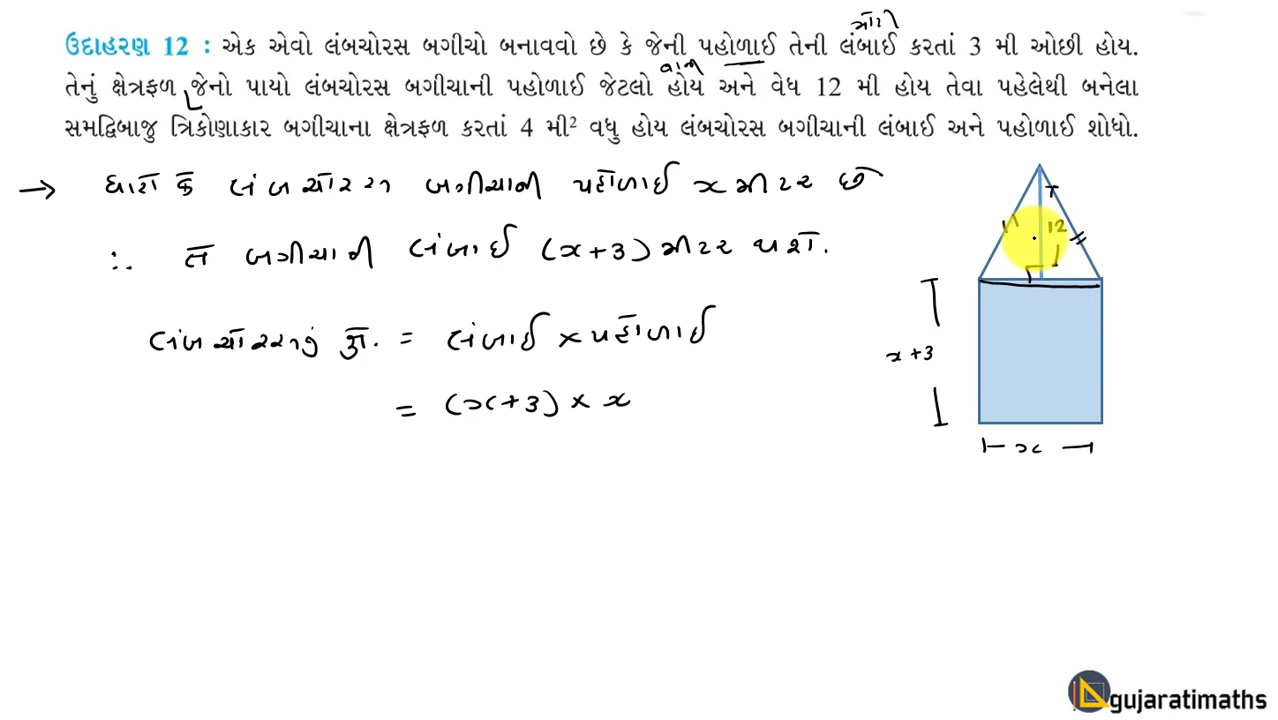 ઉદાહરણ 12 : એક એવો લંબચોરસ બગીચો બનાવવો છે કે જેની પહોળાઈ તેની લંબાઈ કરતાં 3 મી ઓછી હોય.
તેનું ક્ષેત્રફળ જેનો પાયો લંબચોરસ બગીચાની પહોળાઈ જેટલો હોય અને વેધ 12 મી હોય તેવા પહેલેથી બનેલા
સમદ્વિબાજુ ત્રિકોણાકાર બગીચાના ક્ષેત્રફળ કરતાં 4 મી² વધુ હોય લંબચોરસ બગીચાની લંબાઈ અને પહોળાઈ શોધો.
→ ધારો કે લંબચોરસ બગીચાની પહોળાઈ x મીટર છે
∴ તે બગીચાની લંબાઈ (x+3) મીટર થશે.
લંબચોરસનું ક્ષે. = લંબાઈ × પહોળાઈ
= (x+3) × x
12
x+3
x
gujaratimaths